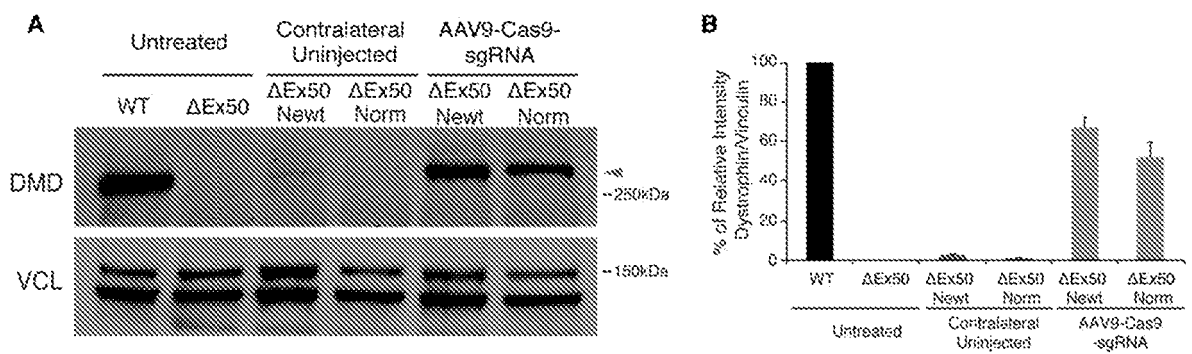 A
Untreated
Contralateral
Uninjected
AAV9-Cas9-
sgRNA
WT
ΔEx50
ΔEx50
Newt
ΔEx50
Norm
ΔEx50
Newt
ΔEx50
Norm
DMD
--250kDa
VCL
--150kDa
B
% of Relative Intensity
Dystrophin/Vinculin
100
80
60
40
20
0
WT
ΔEx50
ΔEx50
Newt
ΔEx50
Norm
ΔEx50
Newt
ΔEx50
Norm
Untreated
Contralateral
Uninjected
AAV9-Cas9
-sgRNA